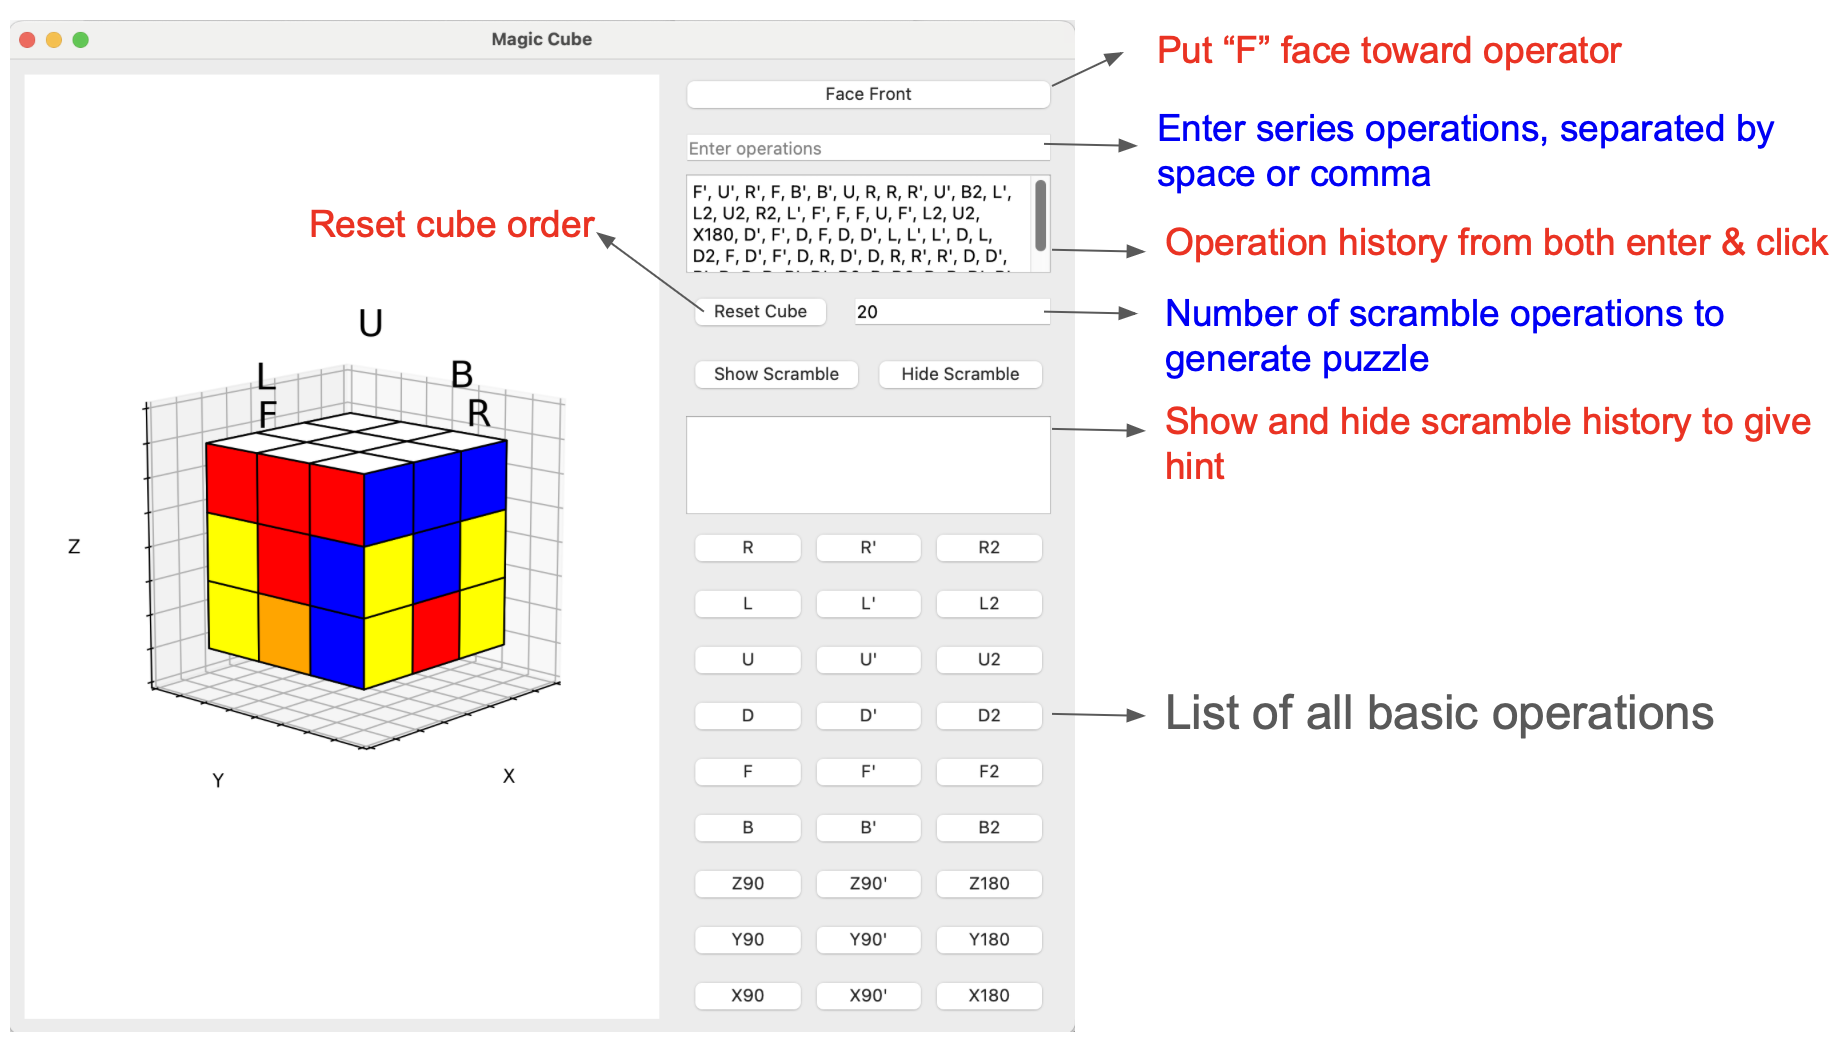 Magic Cube
Put “F” face toward operator
Face Front
Enter series operations, separated by
space or comma
Enter operations
F', U', R', F, B', B', U, R, R, R', U', B2, L',
L2, U2, R2, L', F', F, F, U, F', L2, U2,
X180, D', F', D, F, D, D', L, L', L', D, L,
D2, F, D', F', D, R, D', D, R, R', R', D, D',
Reset cube order
Operation history from both enter & click
Reset Cube
20
Number of scramble operations to
generate puzzle
Show Scramble
Hide Scramble
Show and hide scramble history to give
hint
U
L
B
F
R
Z
Y
X
R R' R2
L L' L2
U U' U2
D D' D2
List of all basic operations
F F' F2
B B' B2
Z90 Z90' Z180
Y90 Y90' Y180
X90 X90' X180